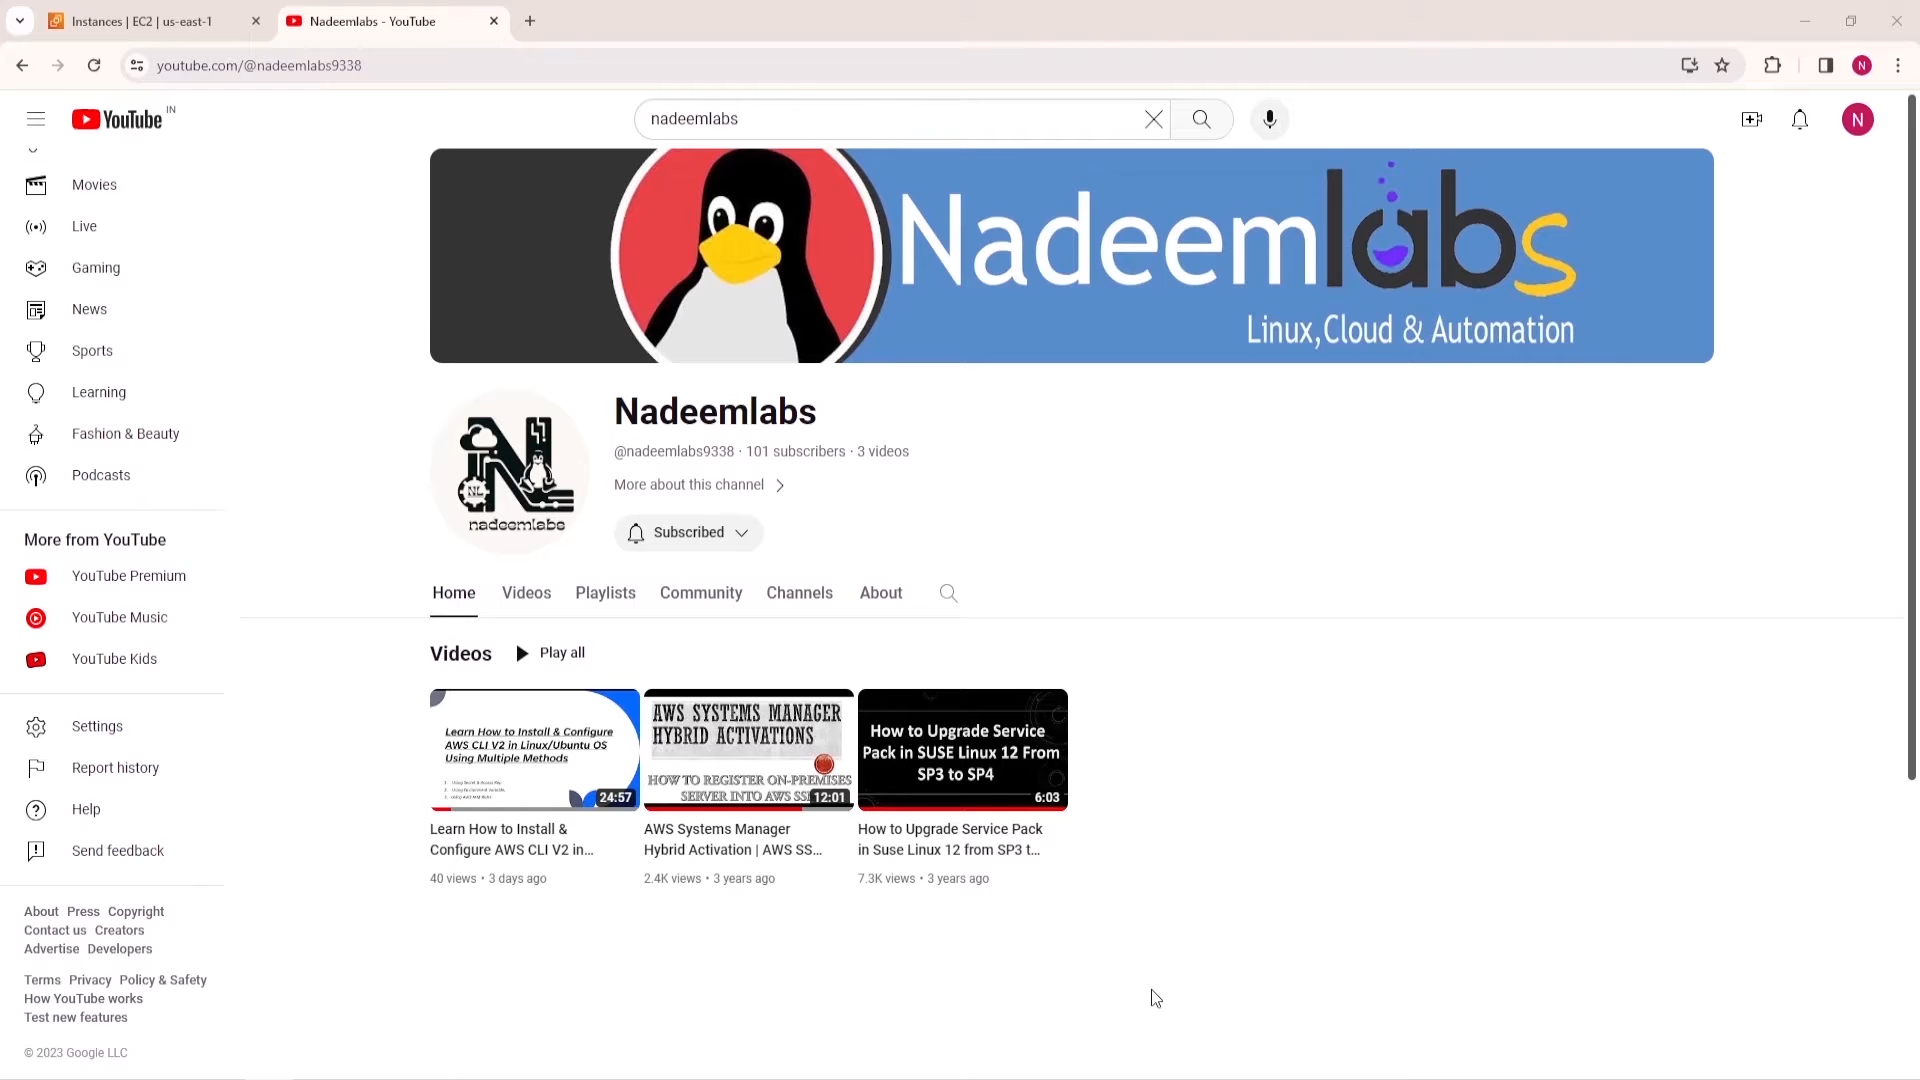 Instances | EC2 | us-east-1
Nadeemlabs - YouTube
youtube.com/@nadeemlabs9338
N
YouTube IN
nadeemlabs
N
Movies
Live
Gaming
News
Sports
Learning
Fashion & Beauty
Podcasts
More from YouTube
YouTube Premium
YouTube Music
YouTube Kids
Settings
Report history
Help
Send feedback
About Press Copyright
Contact us Creators
Advertise Developers
Terms Privacy Policy & Safety
How YouTube works
Test new features
© 2023 Google LLC
Nadeemlabs
Linux,Cloud & Automation
NL
nadeemlabs
Nadeemlabs
@nadeemlabs9338 · 101 subscribers · 3 videos
More about this channel
Subscribed
Home Videos Playlists Community Channels About
Videos Play all
Learn How to Install & Configure
AWS CLI V2 in Linux/Ubuntu OS
Using Multiple Methods
24:57
Learn How to Install &
Configure AWS CLI V2 in...
40 views • 3 days ago
AWS SYSTEMS MANAGER
HYBRID ACTIVATIONS
HOW TO REGISTER ON-PREMISES
SERVER INTO AWS SSM
12:01
AWS Systems Manager
Hybrid Activation | AWS SS...
2.4K views • 3 years ago
How to Upgrade Service
Pack in SUSE Linux 12 From
SP3 to SP4
6:03
How to Upgrade Service Pack
in Suse Linux 12 from SP3 t...
7.3K views • 3 years ago